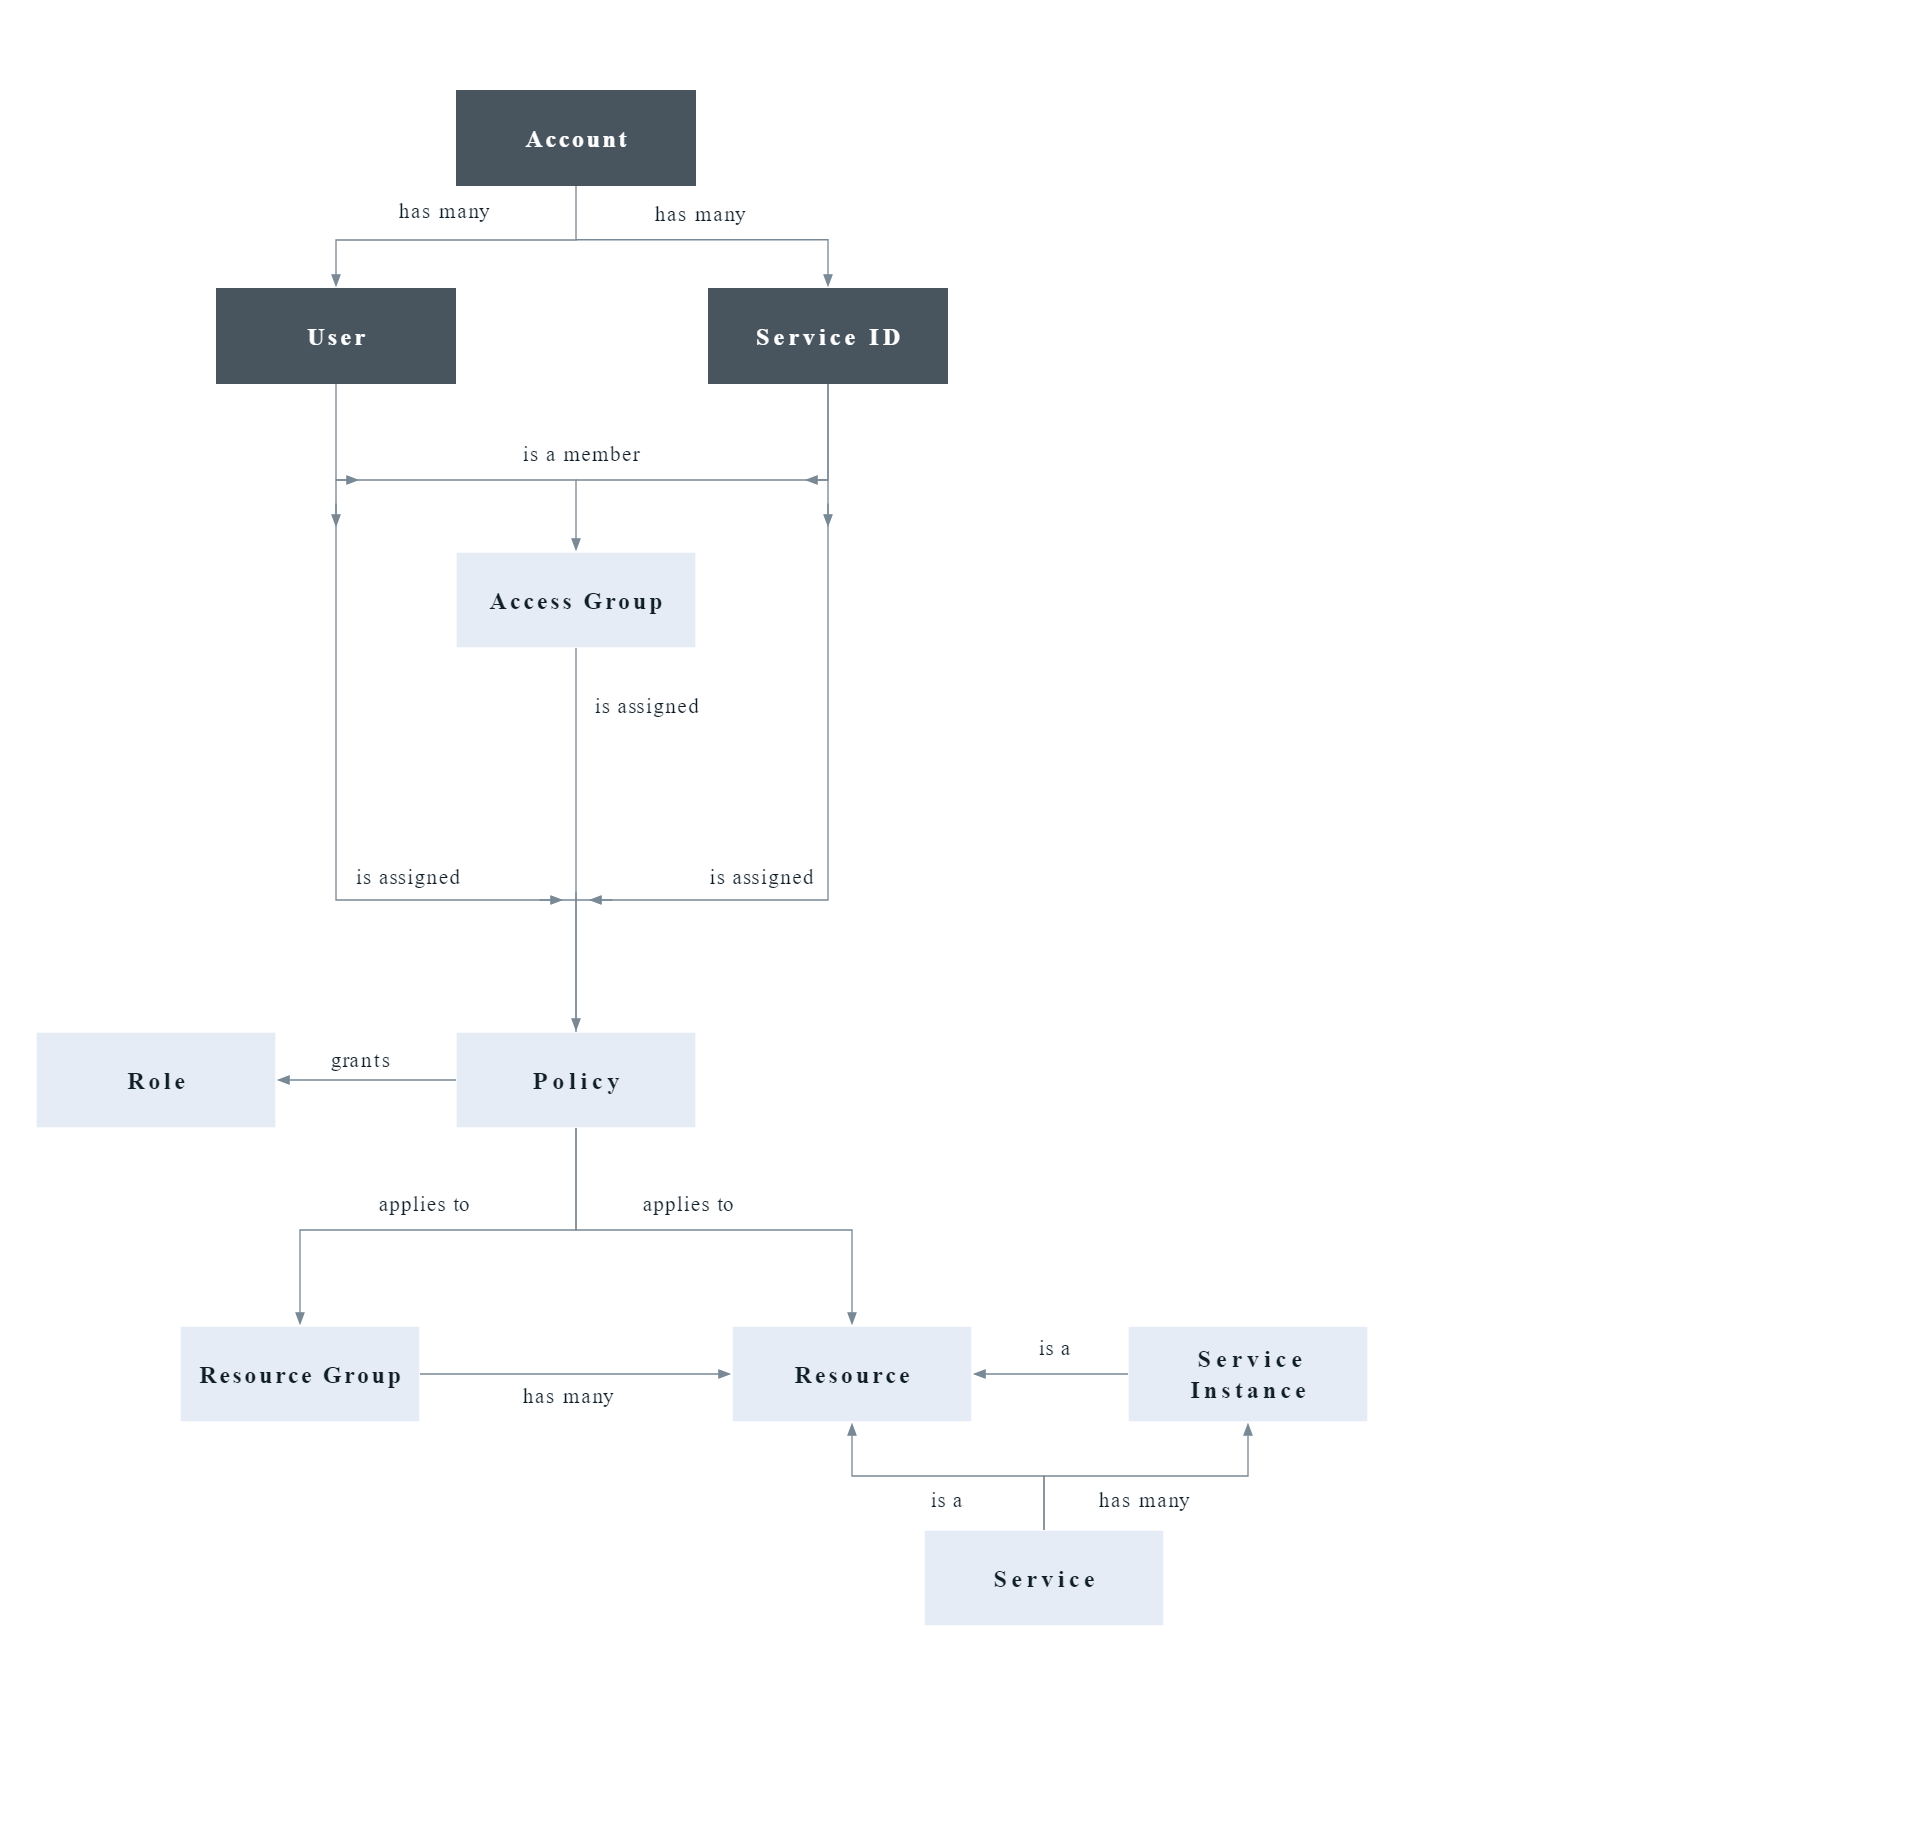 Account
has many
has many
User
Service ID
is a member
Access Group
is assigned
is assigned
is assigned
Role
grants
Policy
applies to
applies to
Resource Group
has many
Resource
is a
Service
Instance
is a
has many
Service